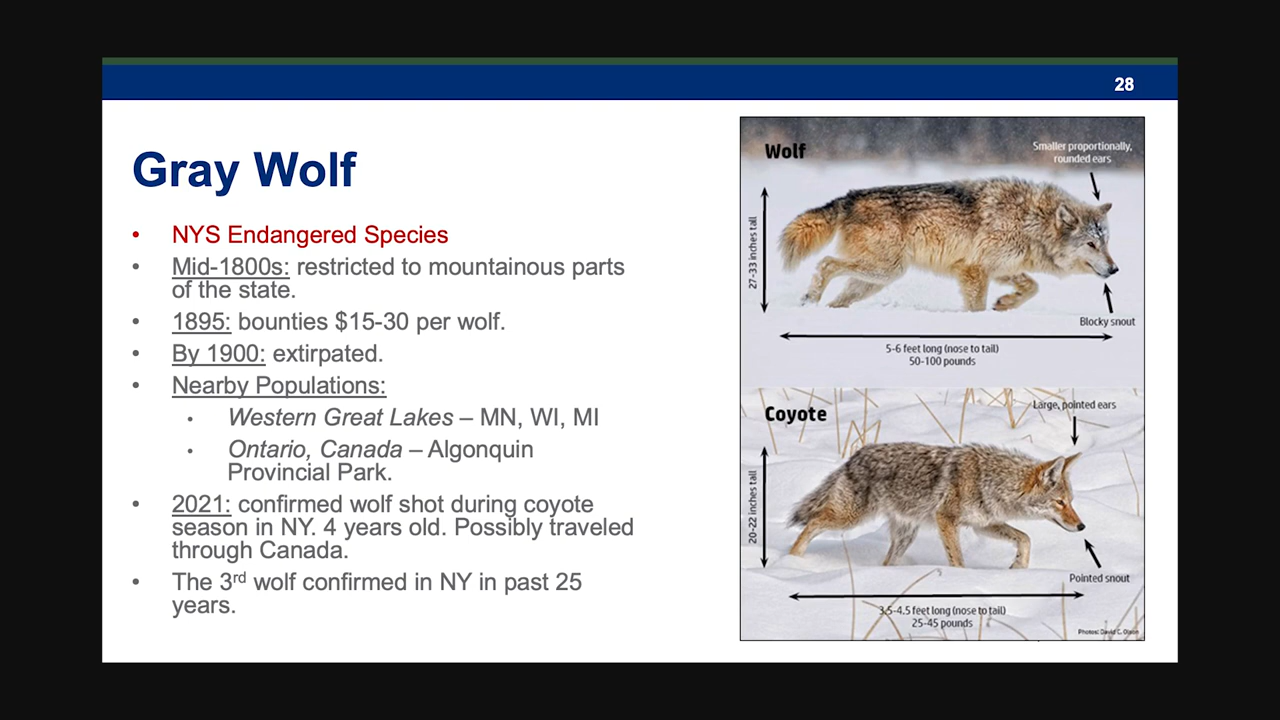 28
Gray Wolf
• NYS Endangered Species
• Mid-1800s: restricted to mountainous parts
of the state.
• 1895: bounties $15-30 per wolf.
• By 1900: extirpated.
• Nearby Populations:
• Western Great Lakes – MN, WI, MI
• Ontario, Canada – Algonquin
Provincial Park.
• 2021: confirmed wolf shot during coyote
season in NY. 4 years old. Possibly traveled
through Canada.
• The 3rd wolf confirmed in NY in past 25
years.
Wolf
Smaller proportionally,
rounded ears
27-33 inches tall
Blocky snout
5-6 feet long (nose to tail)
50-100 pounds
Coyote
Large, pointed ears
20-22 inches tall
Pointed snout
3.5-4.5 feet long (nose to tail)
25-45 pounds
Photos: David C. Olson